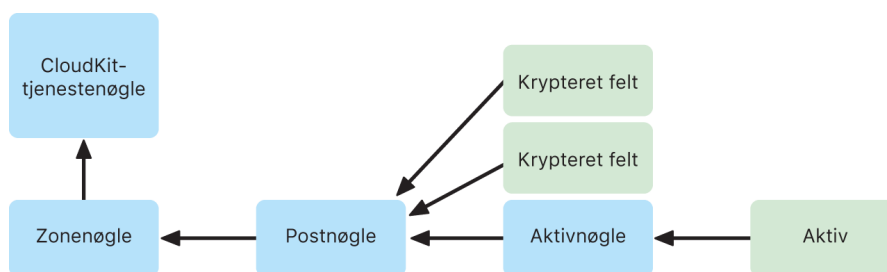 CloudKit-
tjenestenøgle
Krypteret felt
Krypteret felt
Zonenøgle
Postnøgle
Aktivnøgle
Aktiv